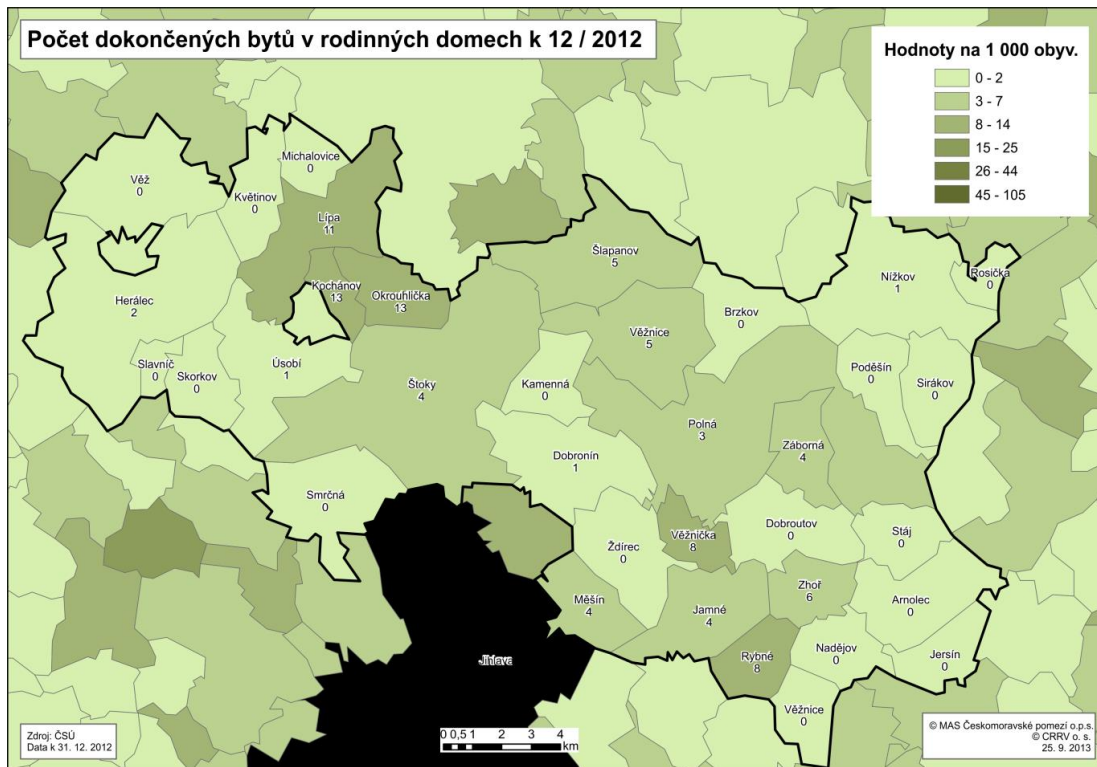 Počet dokončených bytů v rodinných domech k 12 / 2012
Hodnoty na 1 000 obyv.
0 - 2
3 - 7
8 - 14
15 - 25
26 - 44
45 - 105
Michalovice
0
Věž
0
Květinov
0
Lípa
11
Šlapanov
5
Nížkov
1
Rosička
0
Kochánov
13
Okrouhlička
13
Herálec
2
Brzkov
0
Věžnice
5
Slavníč
0
Skorkov
0
Úsobí
1
Štoky
4
Kamenná
0
Poděšín
0
Sirákov
0
Polná
3
Záborná
4
Dobronín
1
Smrčná
0
Ždírec
0
Věžnička
8
Dobroutov
0
Stáj
0
Zhoř
6
Měšín
4
Jamné
4
Arnolec
0
Jihlava
Rybné
8
Nadějov
0
Jersín
0
Věžnice
0
Zdroj: ČSÚ
Data k 31. 12. 2012
0 0,5 1 2 3 4
km
© MAS Českomoravské pomezí o.p.s.
© CRRV o. s.
25. 9. 2013